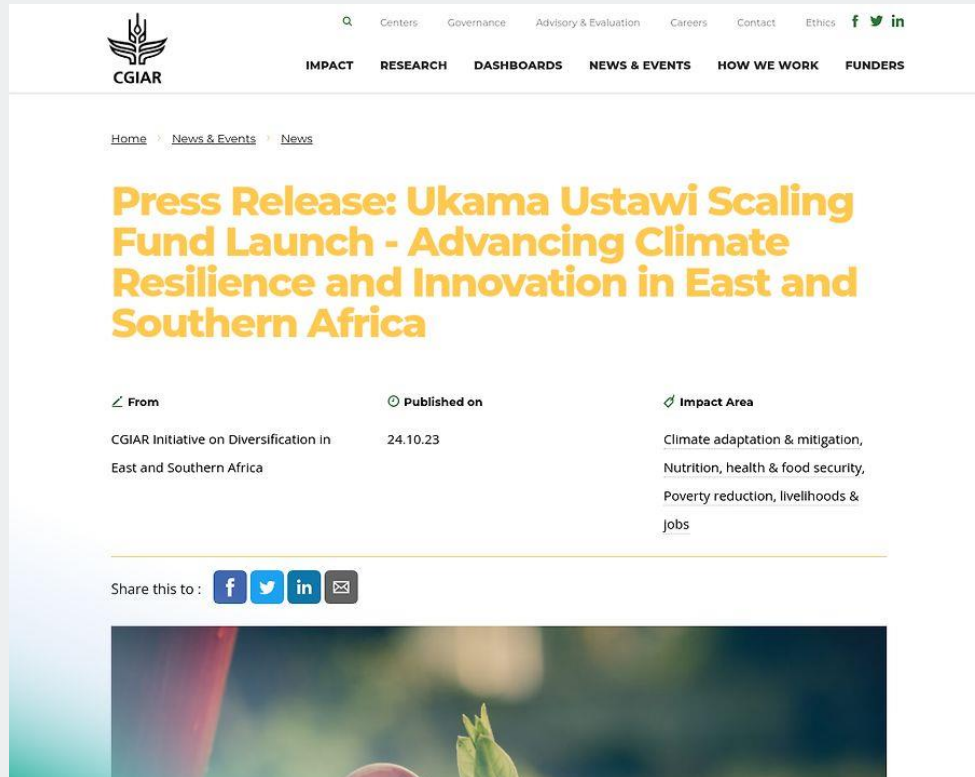 Centers Governance Advisory & Evaluation Careers Contact Ethics
CGIAR
IMPACT RESEARCH DASHBOARDS NEWS & EVENTS HOW WE WORK FUNDERS
Home News & Events News
Press Release: Ukama Ustawi Scaling
Fund Launch - Advancing Climate
Resilience and Innovation in East and
Southern Africa
From
CGIAR Initiative on Diversification in
East and Southern Africa
Published on
24.10.23
Impact Area
Climate adaptation & mitigation,
Nutrition, health & food security,
Poverty reduction, livelihoods &
jobs
Share this to :